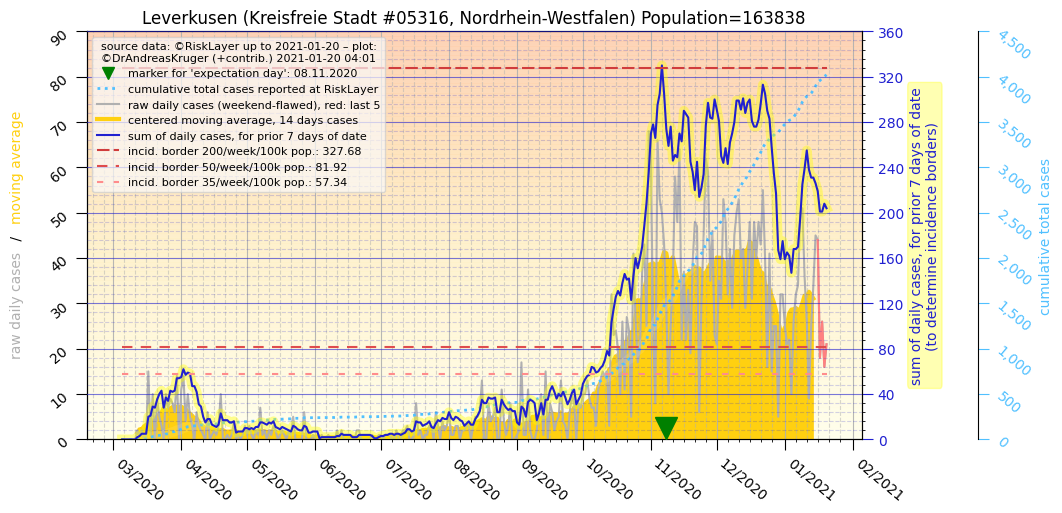 Leverkusen (Kreisfreie Stadt #05316, Nordrhein-Westfalen) Population=163838
source data: ©RiskLayer up to 2021-01-20 – plot:
©DrAndreasKruger (+contrib.) 2021-01-20 04:01
marker for 'expectation day': 08.11.2020
cumulative total cases reported at RiskLayer
raw daily cases (weekend-flawed), red: last 5
centered moving average, 14 days cases
sum of daily cases, for prior 7 days of date
incid. border 200/week/100k pop.: 327.68
incid. border 50/week/100k pop.: 81.92
incid. border 35/week/100k pop.: 57.34
raw daily cases / moving average
90
80
70
60
50
40
30
20
10
0
03/2020
04/2020
05/2020
06/2020
07/2020
08/2020
09/2020
10/2020
11/2020
12/2020
01/2021
02/2021
360
320
280
240
200
160
120
80
40
0
sum of daily cases, for prior 7 days of date
(to determine incidence borders)
4,500
4,000
3,500
3,000
2,500
2,000
1,500
1,000
500
0
cumulative total cases